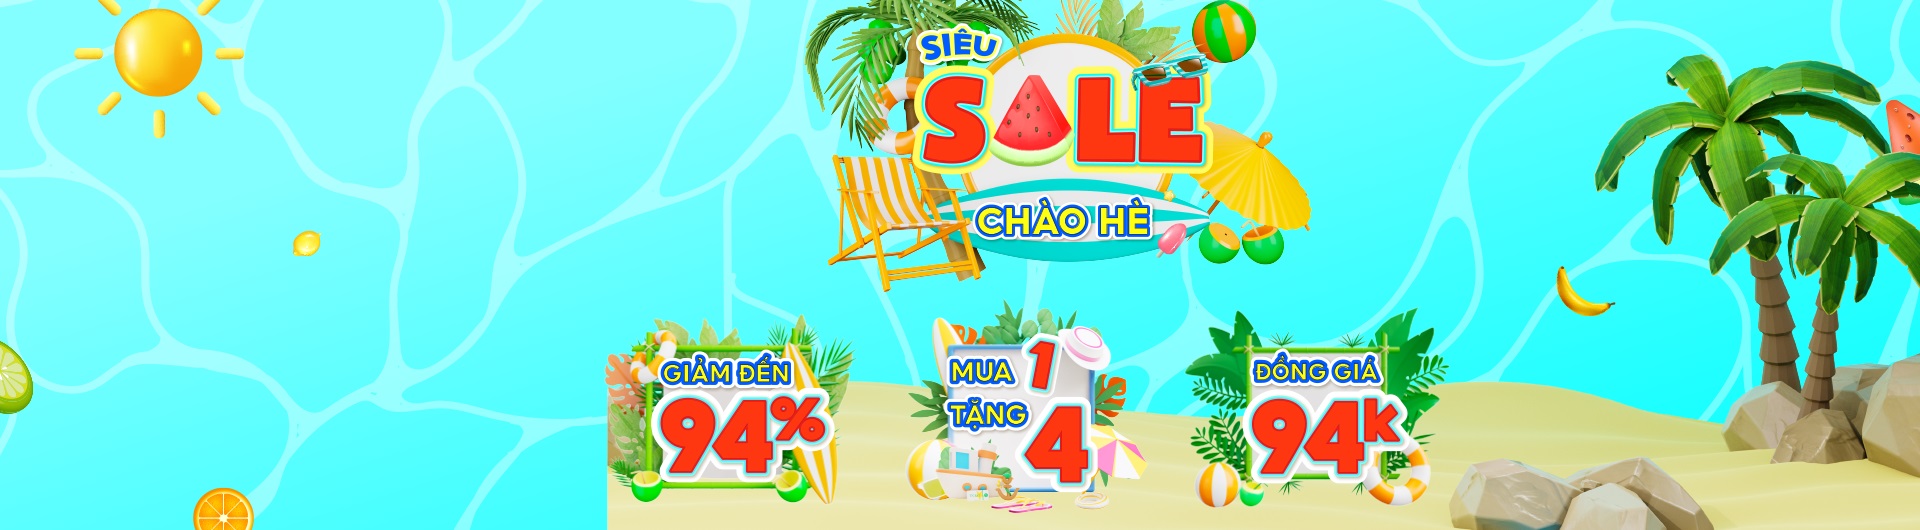 SIÊU
SALE
CHÀO HÈ
GIẢM ĐẾN
94%
MUA 1
TẶNG 4
ĐỒNG GIÁ
94K